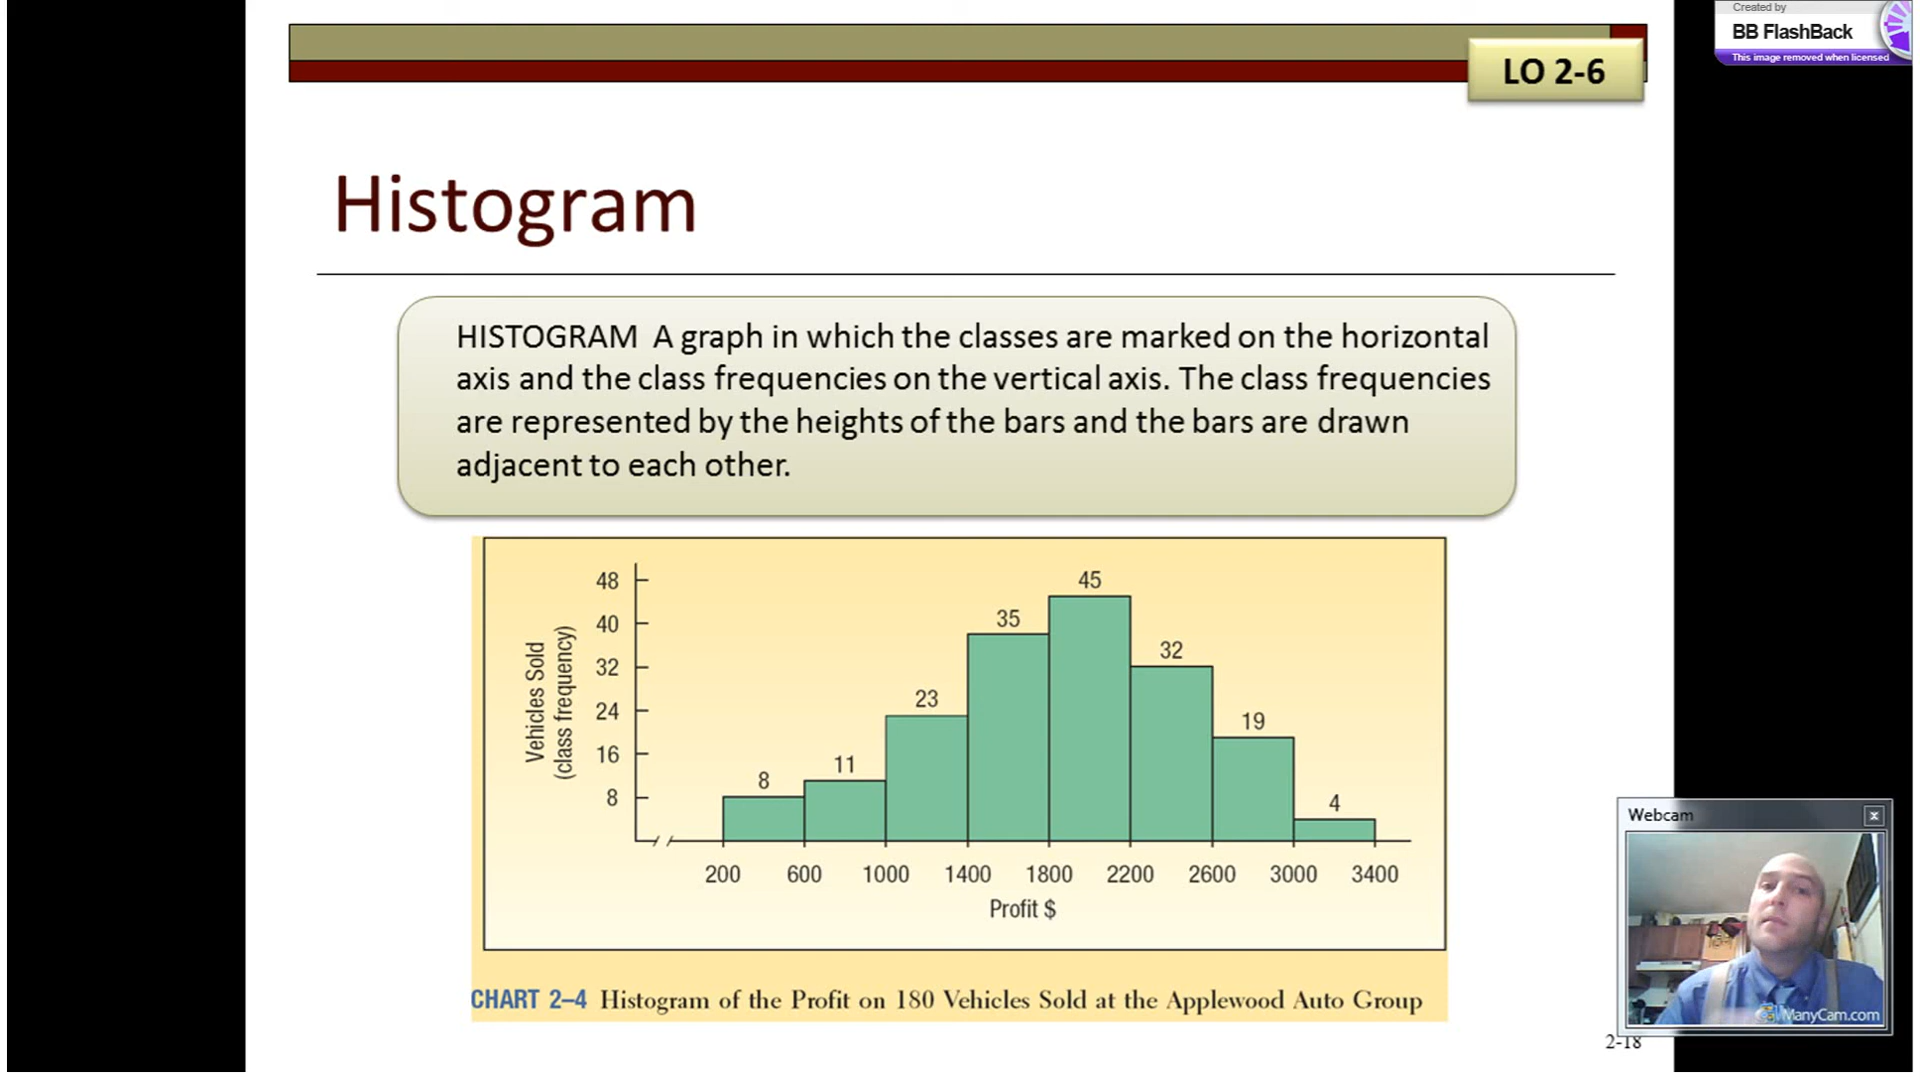 Created by
BB FlashBack
This image removed when licensed
LO 2-6
Histogram
HISTOGRAM A graph in which the classes are marked on the horizontal
axis and the class frequencies on the vertical axis. The class frequencies
are represented by the heights of the bars and the bars are drawn
adjacent to each other.
Vehicles Sold
(class frequency)
48
40
32
24
16
8
8
11
23
35
45
32
19
4
200 600 1000 1400 1800 2200 2600 3000 3400
Profit $
CHART 2–4 Histogram of the Profit on 180 Vehicles Sold at the Applewood Auto Group
Webcam
ManyCam.com
2-18